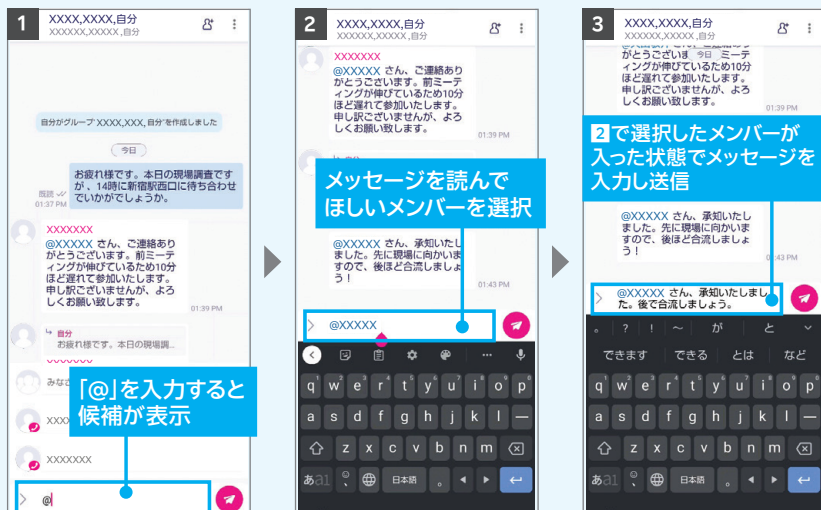 1
XXXX,XXXX,自分
XXXXXX,XXXXX ,自分
自分がグループ"XXXX,XXX, 自分"を作成しました
今日
お疲れ様です。本日の現場調査です
が、14時に新宿駅西口に待ち合わせ
でいかがでしょうか。
既読
01:37 PM
XXXXXXX
@XXXXX さん、ご連絡あり
がとうございます。前ミーテ
ィングが伸びているため10分
ほど遅れて参加いたします。
申し訳ございませんが、よろ
しくお願い致します。
01:39 PM
自分
お疲れ様です。本日の現場調...
「@」を入力すると
候補が表示
XXXXXXX
@
2
XXXX,XXXX,自分
XXXXXX,XXXXX ,自分
XXXXXXX
@XXXXX さん、ご連絡あり
がとうございます。前ミーテ
ィングが伸びているため10分
ほど遅れて参加いたします。
申し訳ございませんが、よろ
しくお願い致します。
01:39 PM
メッセージを読んで
ほしいメンバーを選択
@XXXXX さん、承知いたし
ました。先に現場に向かいま
すので、後ほど合流しましょ
う!
01:43 PM
@XXXXX
q w e r t y u i o p
a s d f g h j k l ー
z x c v b n m
あa1 日本語 。
3
XXXX,XXXX,自分
XXXXXX,XXXXX ,自分
今日
がとうございま ミーテ
ィングが伸びているため10分
ほど遅れて参加いたします。
申し訳ございませんが、よろ
しくお願い致します。
01:39 PM
2で選択したメンバーが
入った状態でメッセージを
入力し送信
@XXXXX さん、承知いたし
ました。先に現場に向かいま
すので、後ほど合流しましょ
う!
:43 PM
@XXXXX さん、承知いたしまし
た。後で合流しましょう。
。 ? ! ~ が と
できます できる とは など
q w e r t y u i o p
a s d f g h j k l ー
z x c v b n m
あa1 日本語 。